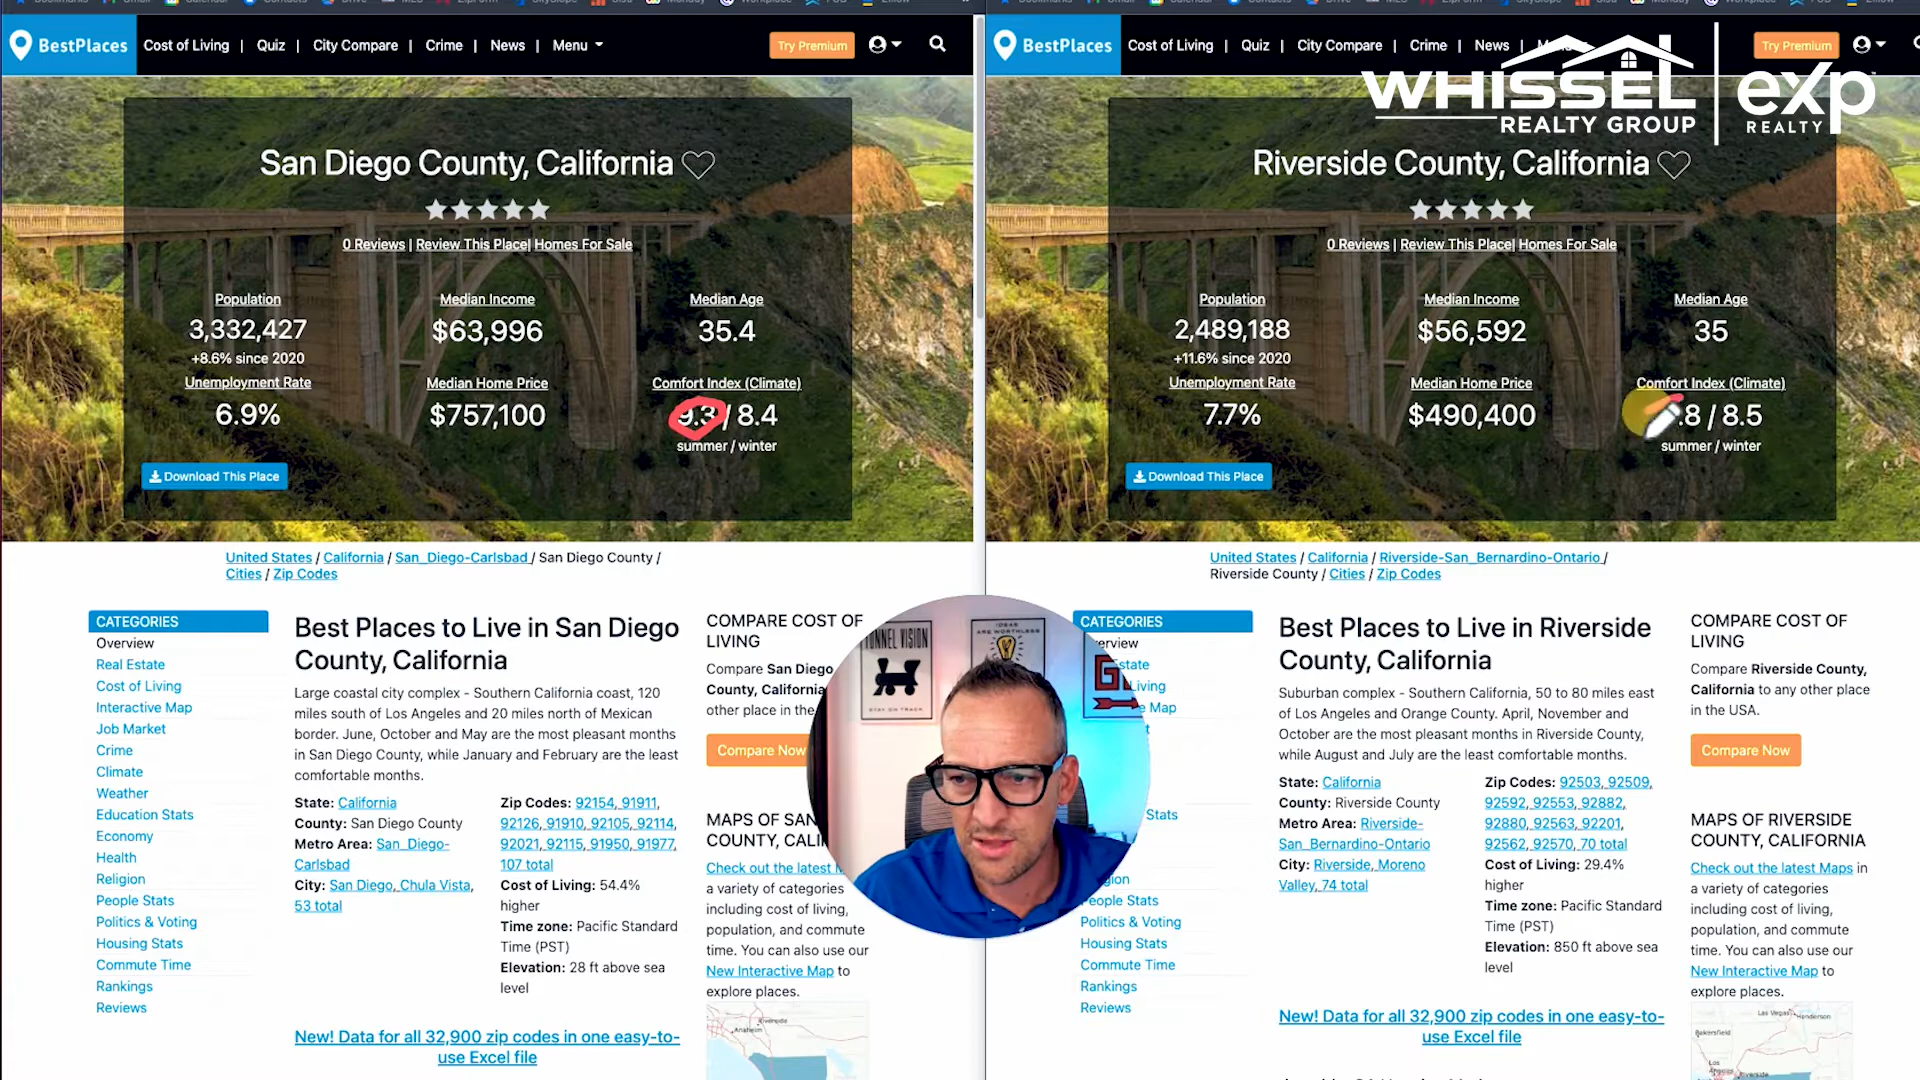 BestPlaces Cost of Living | Quiz | City Compare | Crime | News | Menu Try Premium
San Diego County, California
0 Reviews | Review This Place| Homes For Sale
Population Median Income Median Age
3,332,427 $63,996 35.4
+8.6% since 2020
Unemployment Rate Median Home Price Comfort Index (Climate)
6.9% $757,100 9.3 / 8.4
summer / winter
Download This Place
United States / California / San_Diego-Carlsbad / San Diego County /
Cities / Zip Codes
CATEGORIES
Overview
Real Estate
Cost of Living
Interactive Map
Job Market
Crime
Climate
Weather
Education Stats
Economy
Health
Religion
People Stats
Politics & Voting
Housing Stats
Commute Time
Rankings
Reviews
Best Places to Live in San Diego
County, California
Large coastal city complex - Southern California coast, 120
miles south of Los Angeles and 20 miles north of Mexican
border. June, October and May are the most pleasant months
in San Diego County, while January and February are the least
comfortable months.
State: California
County: San Diego County
Metro Area: San_Diego-
Carlsbad
City: San Diego, Chula Vista,
53 total
Zip Codes: 92154, 91911,
92126, 91910, 92105, 92114,
92021, 92115, 91950, 91977,
107 total
Cost of Living: 54.4%
higher
Time zone: Pacific Standard
Time (PST)
Elevation: 28 ft above sea
level
New! Data for all 32,900 zip codes in one easy-to-
use Excel file
COMPARE COST OF
LIVING
Compare San Diego
County, California
other place in the
Compare Now
MAPS OF SAN
COUNTY,
Check out the latest
a variety of categories
including cost of living,
population, and commute
time. You can also use our
New Interactive Map to
explore places.
Riverside
Anaheim
TUNNEL VISION
STAY ON TRACK
IDEAS
ARE WORTHLESS
BestPlaces Cost of Living | Quiz | City Compare | Crime | News | Try Premium
WHISSEL
REALTY GROUP
eXp
REALTY
Riverside County, California
0 Reviews | Review This Place| Homes For Sale
Population Median Income Median Age
2,489,188 $56,592 35
+11.6% since 2020
Unemployment Rate Median Home Price Comfort Index (Climate)
7.7% $490,400 .8 / 8.5
summer / winter
Download This Place
United States / California / Riverside-San_Bernardino-Ontario /
Riverside County / Cities / Zip Codes
CATEGORIES
erview
Estate
Living
e Map
t
Stats
gion
People Stats
Politics & Voting
Housing Stats
Commute Time
Rankings
Reviews
Best Places to Live in Riverside
County, California
Suburban complex - Southern California, 50 to 80 miles east
of Los Angeles and Orange County. April, November and
October are the most pleasant months in Riverside County,
while August and July are the least comfortable months.
State: California
County: Riverside County
Metro Area: Riverside-
San_Bernardino-Ontario
City: Riverside, Moreno
Valley, 74 total
Zip Codes: 92503, 92509,
92592, 92553, 92882,
92880, 92563, 92201,
92562, 92570, 70 total
Cost of Living: 29.4%
higher
Time zone: Pacific Standard
Time (PST)
Elevation: 850 ft above sea
level
New! Data for all 32,900 zip codes in one easy-to-
use Excel file
COMPARE COST OF
LIVING
Compare Riverside County,
California to any other place
in the USA.
Compare Now
MAPS OF RIVERSIDE
COUNTY, CALIFORNIA
Check out the latest Maps in
a variety of categories
including cost of living,
population, and commute
time. You can also use our
New Interactive Map to
explore places.
Las Vegas Henderson
Bakersfield
Los
Riverside